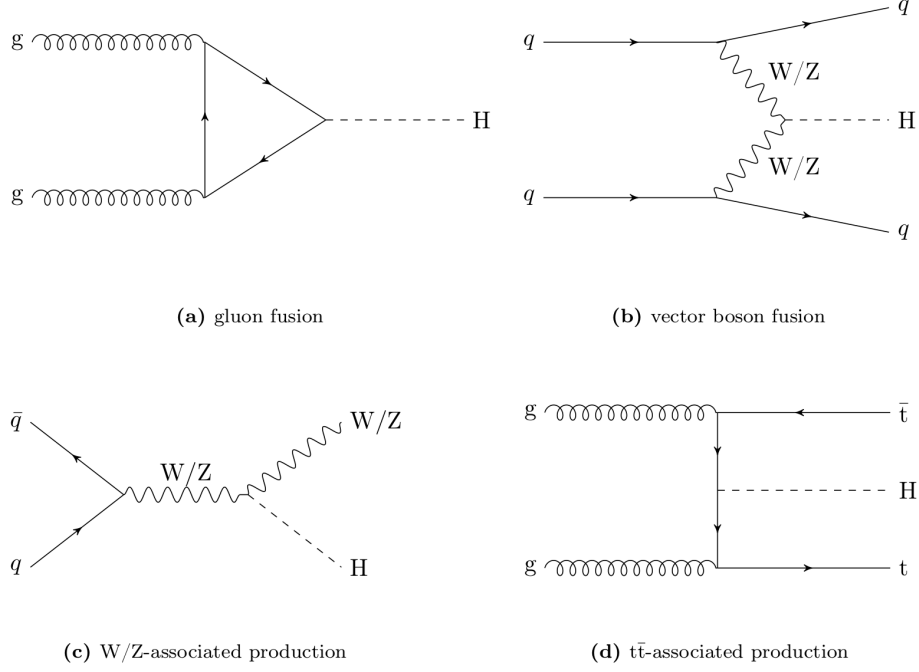 g
g
H
(a) gluon fusion
q
q
W/Z
H
W/Z
q
q
(b) vector boson fusion
q̄
W/Z
W/Z
q
H
(c) W/Z-associated production
g
t̄
H
g
t
(d) tt̄-associated production